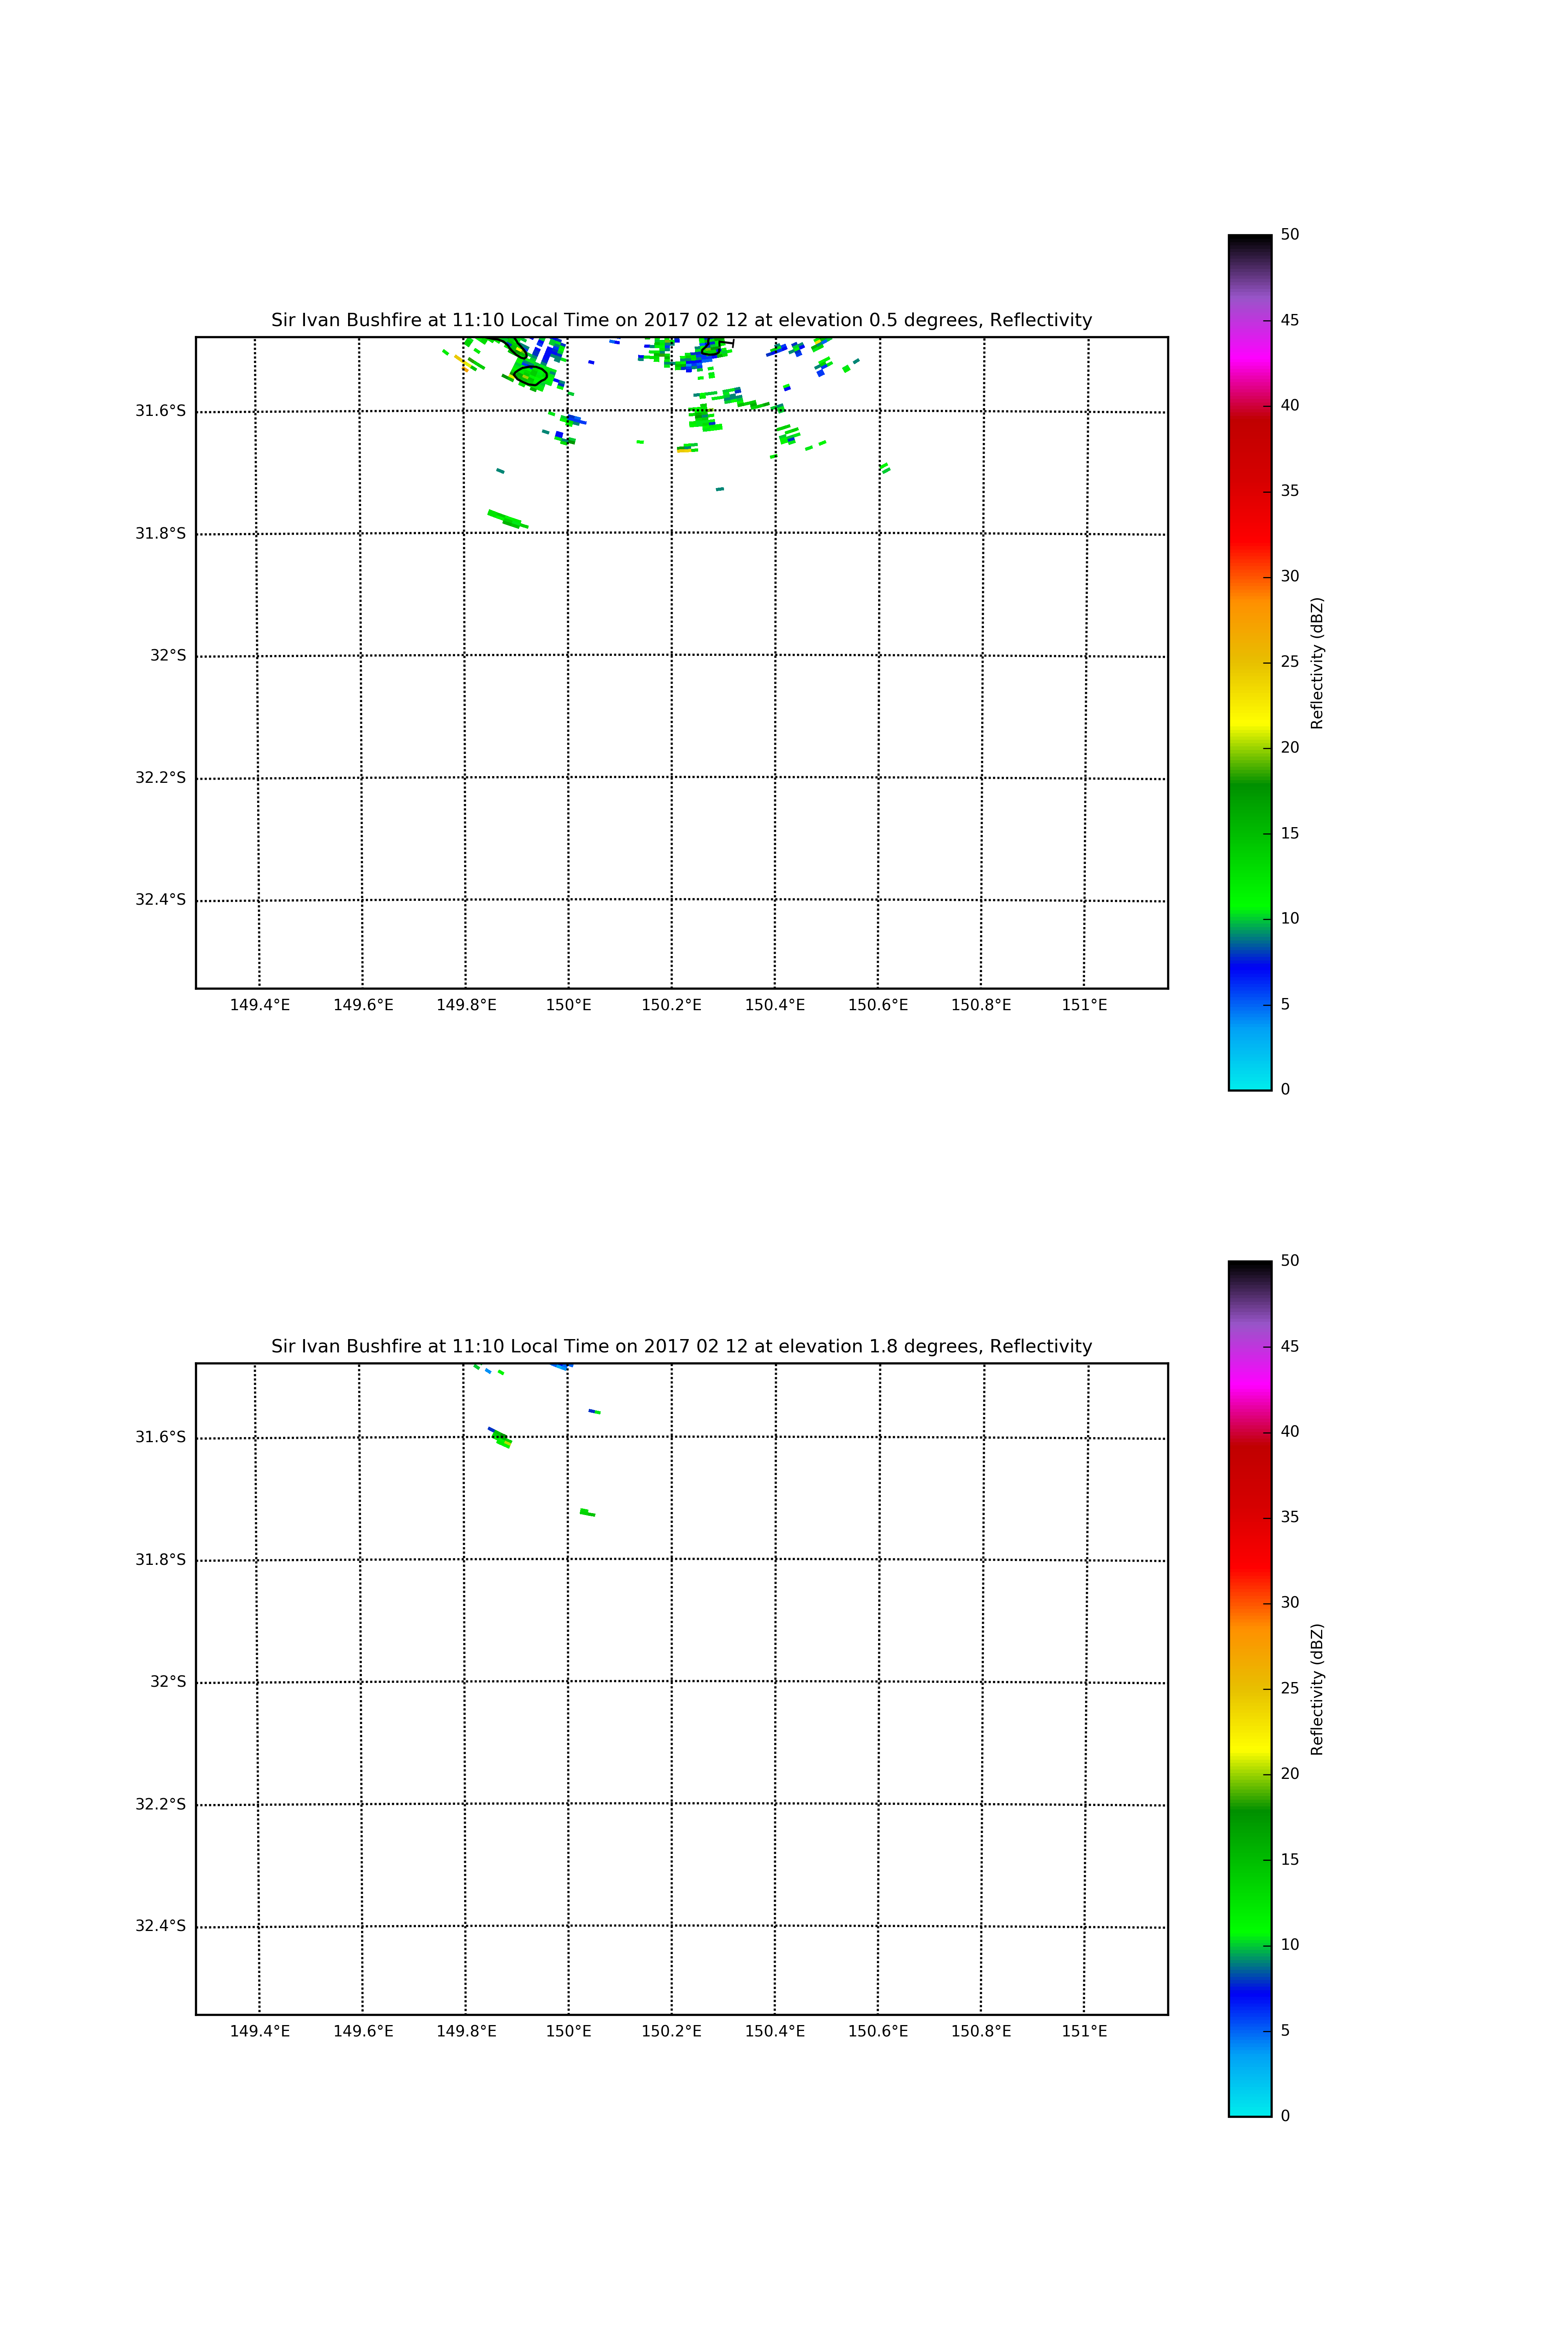 Sir Ivan Bushfire at 11:10 Local Time on 2017 02 12 at elevation 0.5 degrees, Reflectivity
31.6°S
31.8°S
32°S
32.2°S
32.4°S
149.4°E 149.6°E 149.8°E 150°E 150.2°E 150.4°E 150.6°E 150.8°E 151°E
50
45
40
35
30
25
20
15
10
5
0
Reflectivity (dBZ)
Sir Ivan Bushfire at 11:10 Local Time on 2017 02 12 at elevation 1.8 degrees, Reflectivity
31.6°S
31.8°S
32°S
32.2°S
32.4°S
149.4°E 149.6°E 149.8°E 150°E 150.2°E 150.4°E 150.6°E 150.8°E 151°E
50
45
40
35
30
25
20
15
10
5
0
Reflectivity (dBZ)